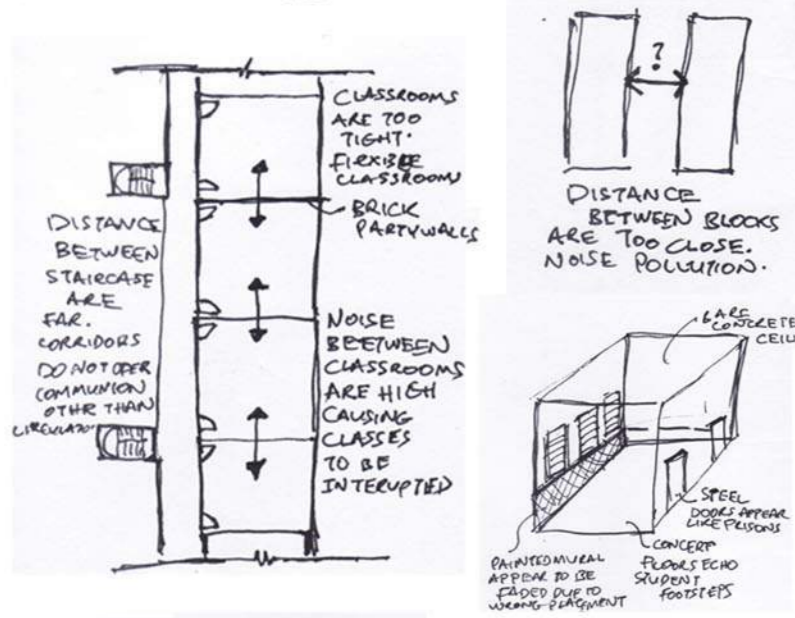 CLASSROOMS
ARE TOO
TIGHT.
FLEXIBLE
CLASSROOMS
BRICK
PARTYWALLS
DISTANCE
BETWEEN
STAIRCASE
ARE
FAR.
CORRIDORS
DO NOT OFER
COMMUNION
OTHR THAN
NOISE
BEETWEEN
CLASSROOMS
ARE HIGH
CAUSING
CLASSES
TO BE
INTERUPTED
?
DISTANCE
BETWEEN BLOCKS
ARE TOO CLOSE.
NOISE POLLUTION.
BARE
CONCRETE
CEIL
STEEL
DOORS APPEAR
LIKE PRISONS
CONCERT
FLOORS ECHO
STUDENT
FOOTSTEPS
PAINTED MURAL
APPEAR TO BE
FADED DUE TO
WRONG PLACEMENT